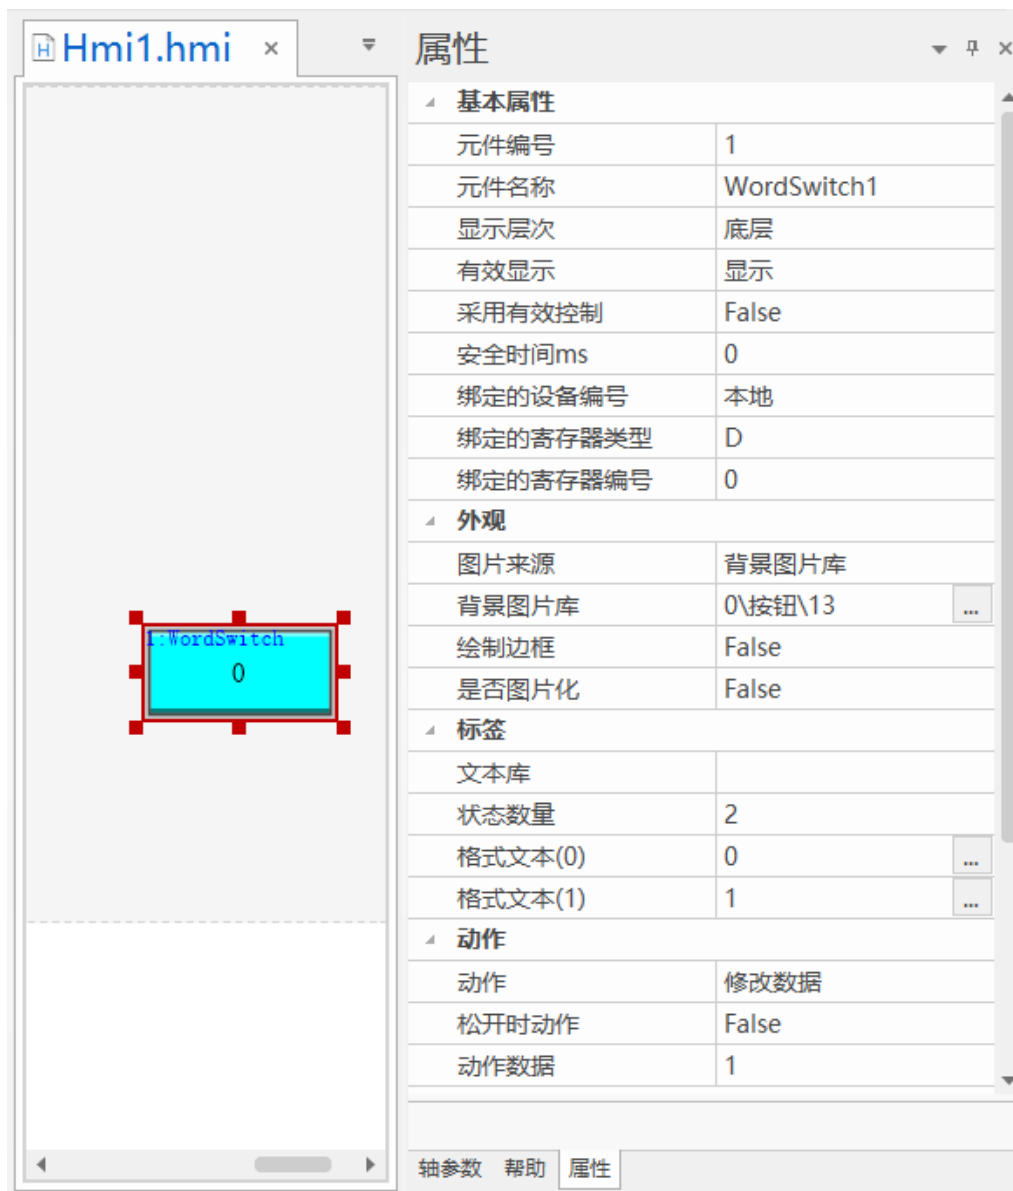 Hmi1.hmi
1:WordSwitch
0
属性
基本属性
元件编号 1
元件名称 WordSwitch1
显示层次 底层
有效显示 显示
采用有效控制 False
安全时间ms 0
绑定的设备编号 本地
绑定的寄存器类型 D
绑定的寄存器编号 0
外观
图片来源 背景图片库
背景图片库 0\按钮\13 ...
绘制边框 False
是否图片化 False
标签
文本库
状态数量 2
格式文本(0) 0 ...
格式文本(1) 1 ...
动作
动作 修改数据
松开时动作 False
动作数据 1
轴参数 帮助 属性